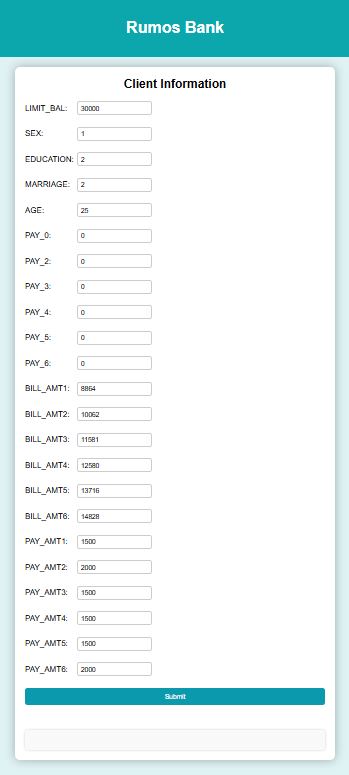 Rumos Bank
Client Information
LIMIT_BAL: 30000
SEX: 1
EDUCATION: 2
MARRIAGE: 2
AGE: 25
PAY_0: 0
PAY_2: 0
PAY_3: 0
PAY_4: 0
PAY_5: 0
PAY_6: 0
BILL_AMT1: 8864
BILL_AMT2: 10062
BILL_AMT3: 11581
BILL_AMT4: 12580
BILL_AMT5: 13716
BILL_AMT6: 14828
PAY_AMT1: 1500
PAY_AMT2: 2000
PAY_AMT3: 1500
PAY_AMT4: 1500
PAY_AMT5: 1500
PAY_AMT6: 2000
Submit